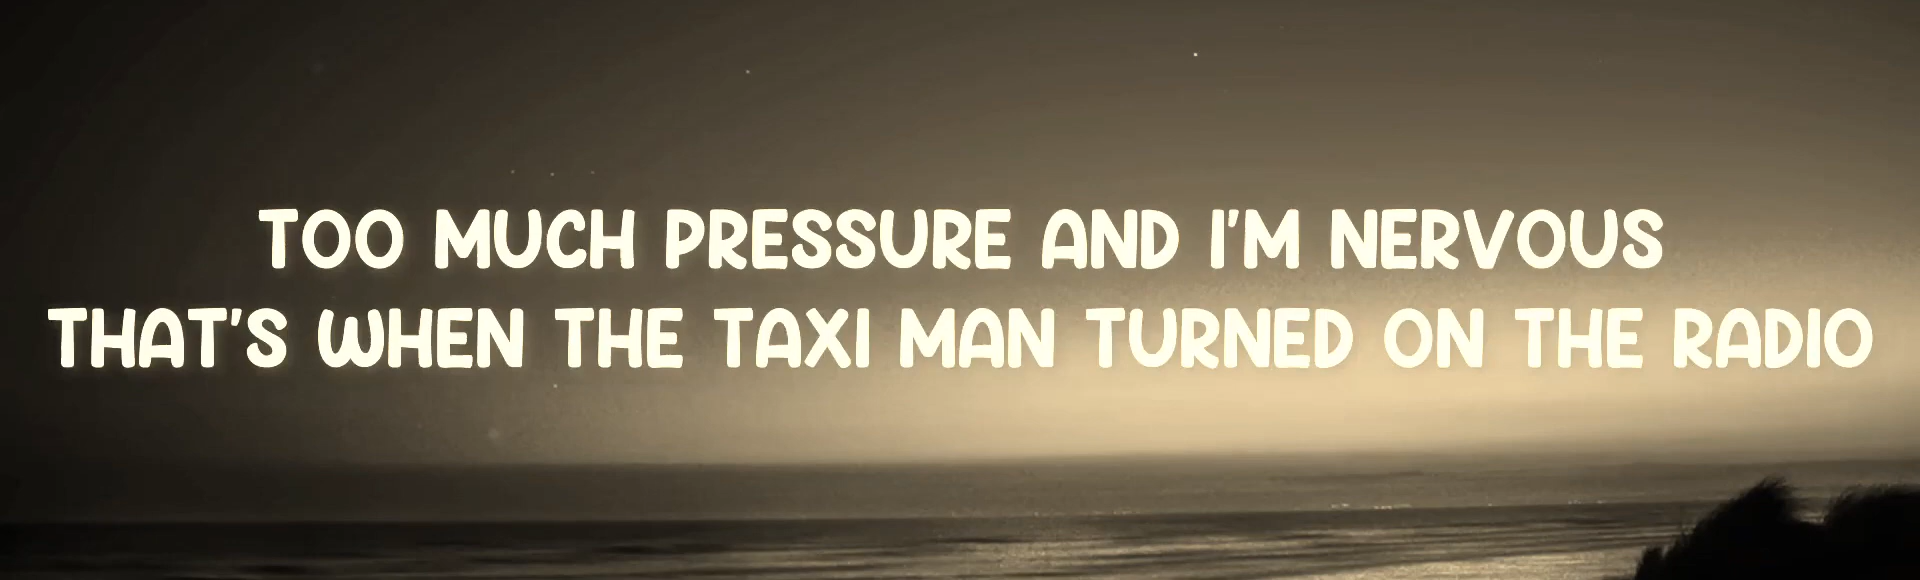 TOO MUCH PRESSURE AND I'M NERVOUS
THAT'S WHEN THE TAXI MAN TURNED ON THE RADIO